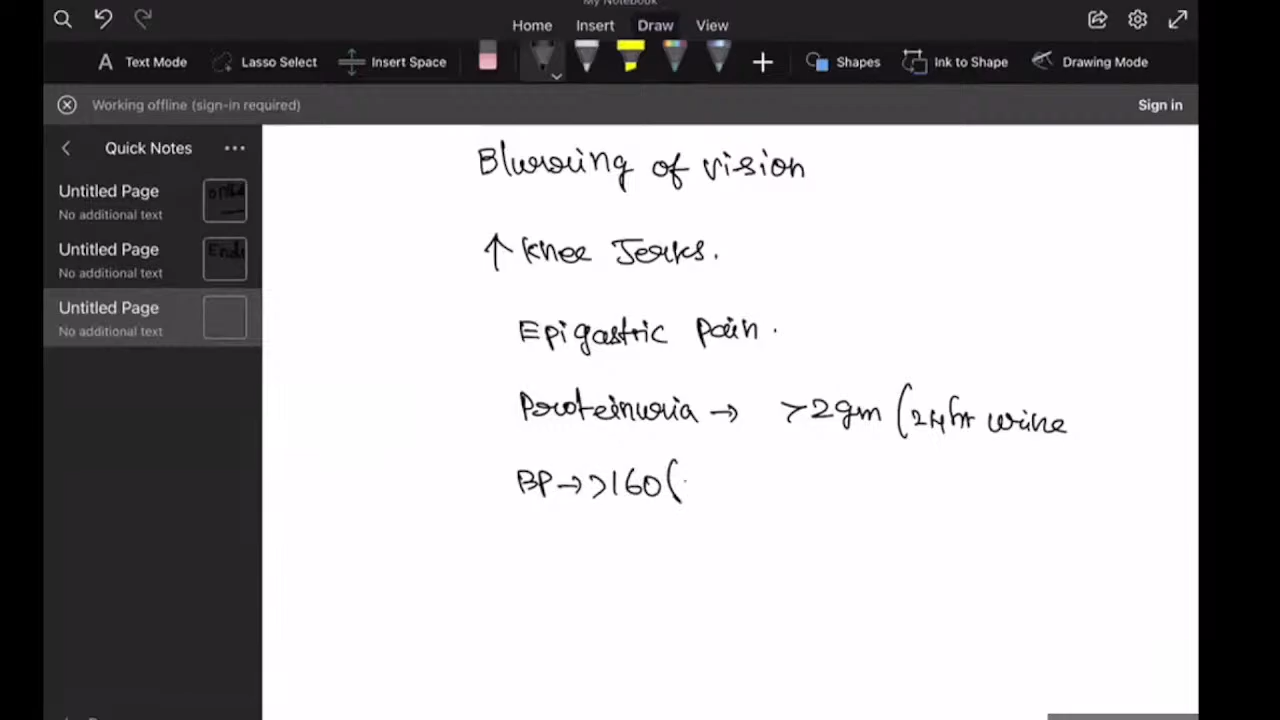 My Notebook
Home Insert Draw View
Text Mode Lasso Select Insert Space Shapes Ink to Shape Drawing Mode
Working offline (sign-in required) Sign in
Quick Notes
Untitled Page
No additional text
Untitled Page
No additional text
Untitled Page
No additional text
Blurring of vision
↑ Knee Jerks.
Epigastric Pain.
Proteinuria → >2gm (24hr urine
BP→>160(